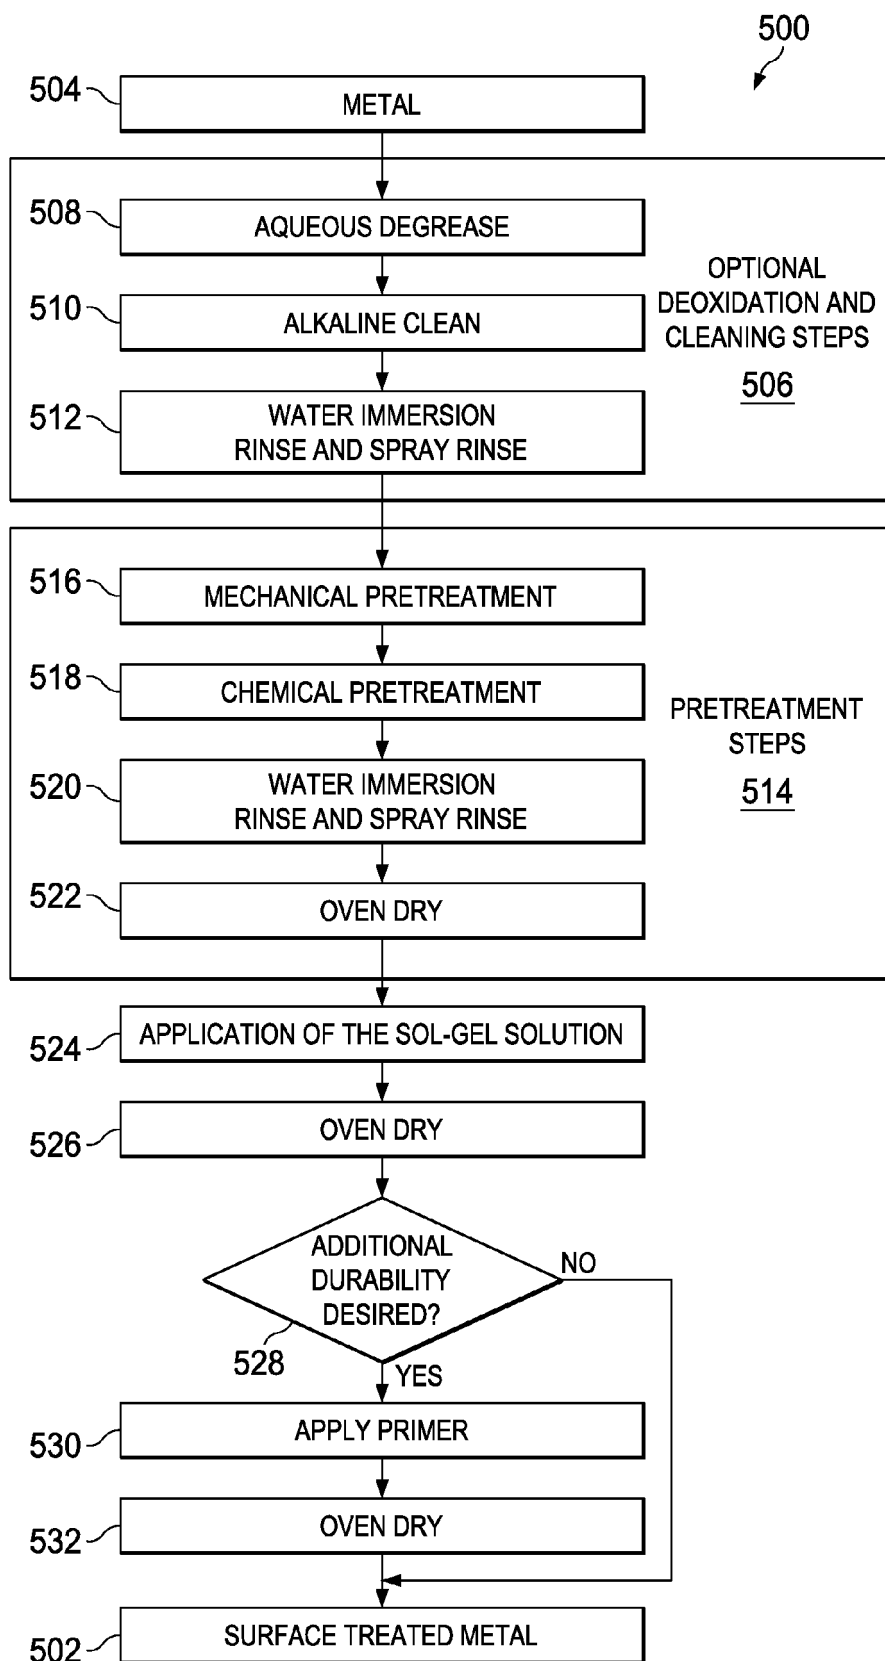 500
504
METAL
508
AQUEOUS DEGREASE
510
ALKALINE CLEAN
512
WATER IMMERSION
RINSE AND SPRAY RINSE
OPTIONAL
DEOXIDATION AND
CLEANING STEPS
506
516
MECHANICAL PRETREATMENT
518
CHEMICAL PRETREATMENT
520
WATER IMMERSION
RINSE AND SPRAY RINSE
522
OVEN DRY
PRETREATMENT
STEPS
514
524
APPLICATION OF THE SOL-GEL SOLUTION
526
OVEN DRY
ADDITIONAL
DURABILITY
DESIRED?
528
NO
YES
530
APPLY PRIMER
532
OVEN DRY
502
SURFACE TREATED METAL